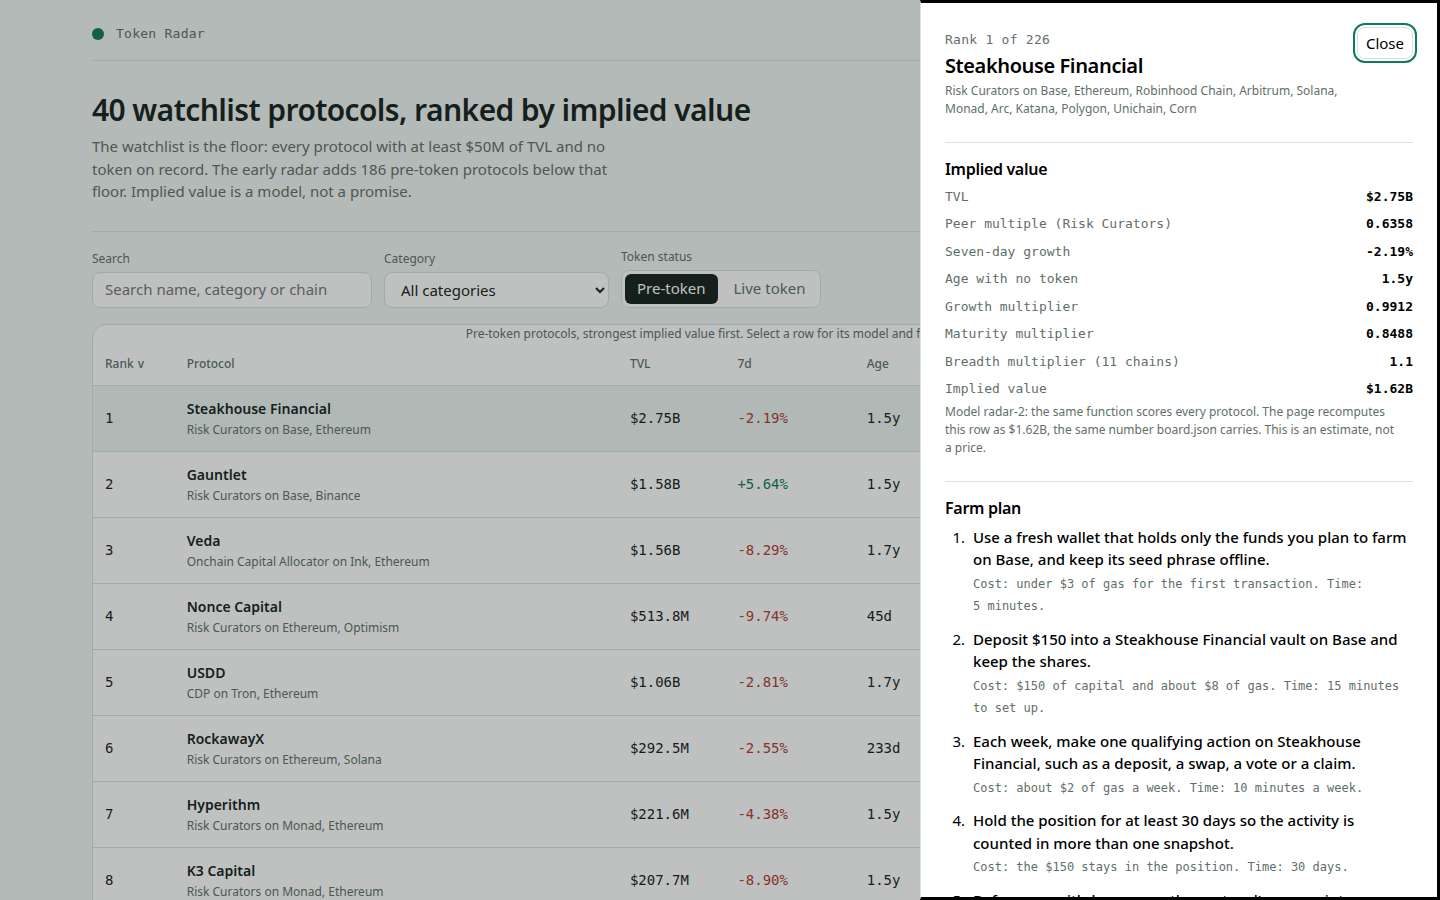 Token Radar
40 watchlist protocols, ranked by implied value
The watchlist is the floor: every protocol with at least $50M of TVL and no
token on record. The early radar adds 186 pre-token protocols below that
floor. Implied value is a model, not a promise.
Search
Category
Token status
Search name, category or chain
All categories
Pre-token
Live token
Pre-token protocols, strongest implied value first. Select a row for its model and f
Rank v
Protocol
TVL
7d
Age
1
Steakhouse Financial
Risk Curators on Base, Ethereum
$2.75B
-2.19%
1.5y
2
Gauntlet
Risk Curators on Base, Binance
$1.58B
+5.64%
1.5y
3
Veda
Onchain Capital Allocator on Ink, Ethereum
$1.56B
-8.29%
1.7y
4
Nonce Capital
Risk Curators on Ethereum, Optimism
$513.8M
-9.74%
45d
5
USDD
CDP on Tron, Ethereum
$1.06B
-2.81%
1.7y
6
RockawayX
Risk Curators on Ethereum, Solana
$292.5M
-2.55%
233d
7
Hyperithm
Risk Curators on Monad, Ethereum
$221.6M
-4.38%
1.5y
8
K3 Capital
Risk Curators on Monad, Ethereum
$207.7M
-8.90%
1.5y
Rank 1 of 226
Close
Steakhouse Financial
Risk Curators on Base, Ethereum, Robinhood Chain, Arbitrum, Solana,
Monad, Arc, Katana, Polygon, Unichain, Corn
Implied value
TVL $2.75B
Peer multiple (Risk Curators) 0.6358
Seven-day growth -2.19%
Age with no token 1.5y
Growth multiplier 0.9912
Maturity multiplier 0.8488
Breadth multiplier (11 chains) 1.1
Implied value $1.62B
Model radar-2: the same function scores every protocol. The page recomputes
this row as $1.62B, the same number board.json carries. This is an estimate, not
a price.
Farm plan
1. Use a fresh wallet that holds only the funds you plan to farm
on Base, and keep its seed phrase offline.
Cost: under $3 of gas for the first transaction. Time:
5 minutes.
2. Deposit $150 into a Steakhouse Financial vault on Base and
keep the shares.
Cost: $150 of capital and about $8 of gas. Time: 15 minutes
to set up.
3. Each week, make one qualifying action on Steakhouse
Financial, such as a deposit, a swap, a vote or a claim.
Cost: about $2 of gas a week. Time: 10 minutes a week.
4. Hold the position for at least 30 days so the activity is
counted in more than one snapshot.
Cost: the $150 stays in the position. Time: 30 days.